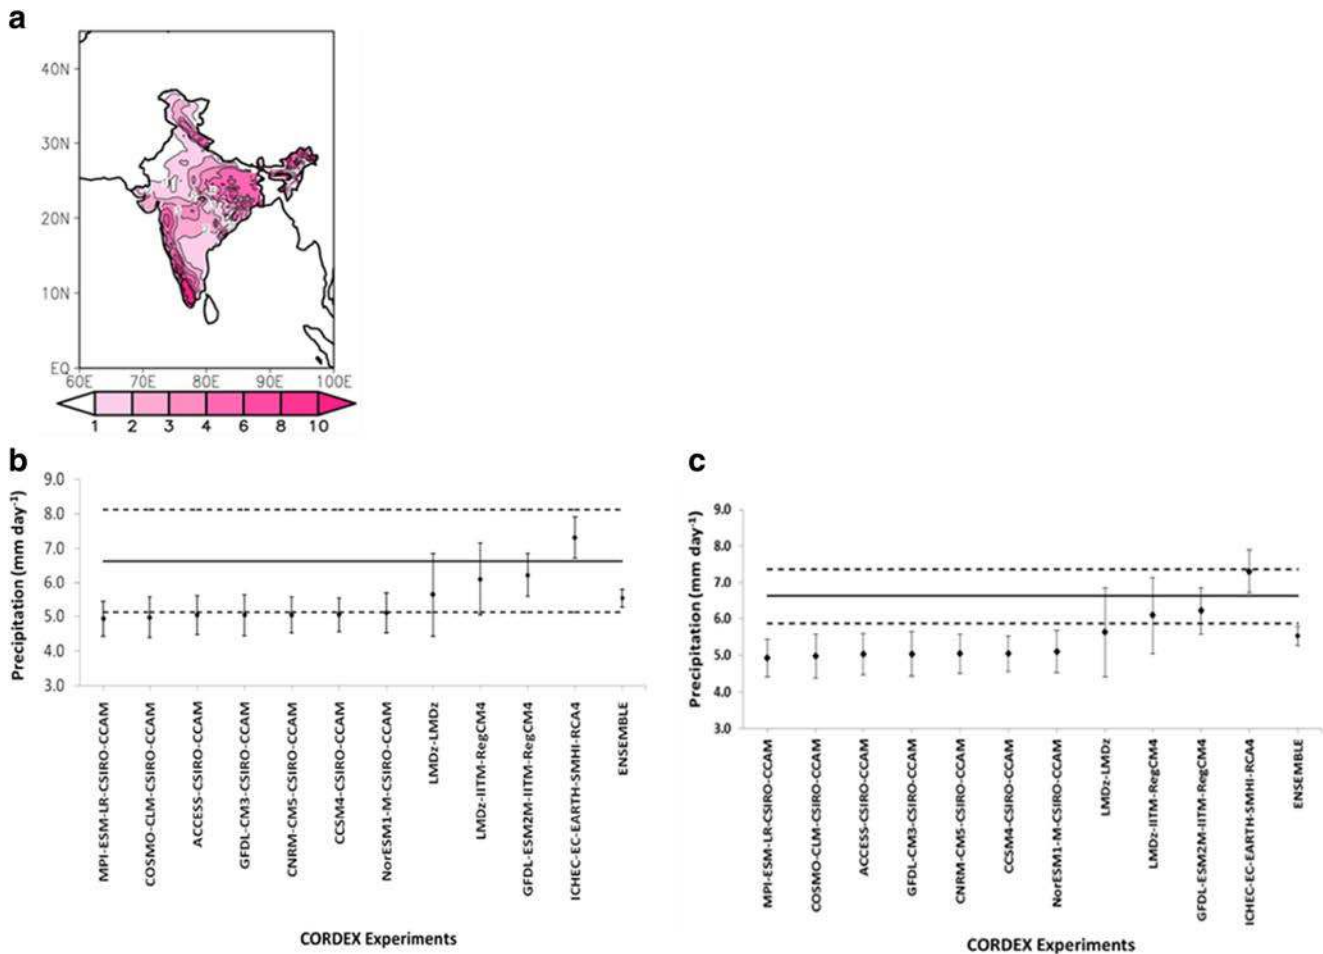 a
40N
30N
20N
10N
EQ
60E 70E 80E 90E 100E
1 2 3 4 6 8 10
b
9.0
8.0
7.0
6.0
5.0
4.0
3.0
Precipitation (mm day⁻¹)
MPI-ESM-LR-CSIRO-CCAM
COSMO-CLM-CSIRO-CCAM
ACCESS-CSIRO-CCAM
GFDL-CM3-CSIRO-CCAM
CNRM-CM5-CSIRO-CCAM
CCSM4-CSIRO-CCAM
NorESM1-M-CSIRO-CCAM
LMDz-LMDz
LMDz-IITM-RegCM4
GFDL-ESM2M-IITM-RegCM4
ICHEC-EC-EARTH-SMHI-RCA4
ENSEMBLE
CORDEX Experiments
c
9.0
8.0
7.0
6.0
5.0
4.0
3.0
Precipitation (mm day⁻¹)
MPI-ESM-LR-CSIRO-CCAM
COSMO-CLM-CSIRO-CCAM
ACCESS-CSIRO-CCAM
GFDL-CM3-CSIRO-CCAM
CNRM-CM5-CSIRO-CCAM
CCSM4-CSIRO-CCAM
NorESM1-M-CSIRO-CCAM
LMDz-LMDz
LMDz-IITM-RegCM4
GFDL-ESM2M-IITM-RegCM4
ICHEC-EC-EARTH-SMHI-RCA4
ENSEMBLE
CORDEX Experiments